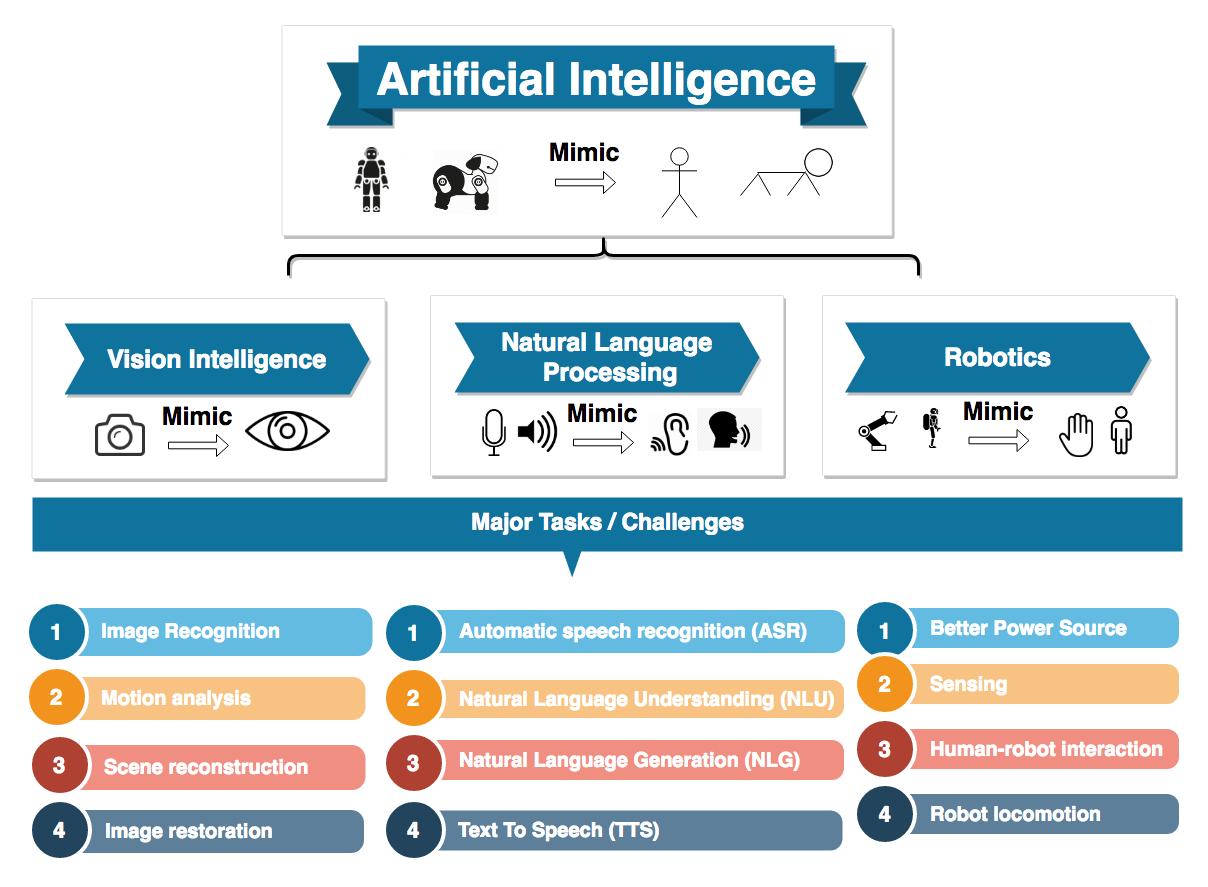 Artificial Intelligence
Mimic
Vision Intelligence
Mimic
Natural Language
Processing
Mimic
Robotics
Mimic
Major Tasks / Challenges
1 Image Recognition
2 Motion analysis
3 Scene reconstruction
4 Image restoration
1 Automatic speech recognition (ASR)
2 Natural Language Understanding (NLU)
3 Natural Language Generation (NLG)
4 Text To Speech (TTS)
1 Better Power Source
2 Sensing
3 Human-robot interaction
4 Robot locomotion